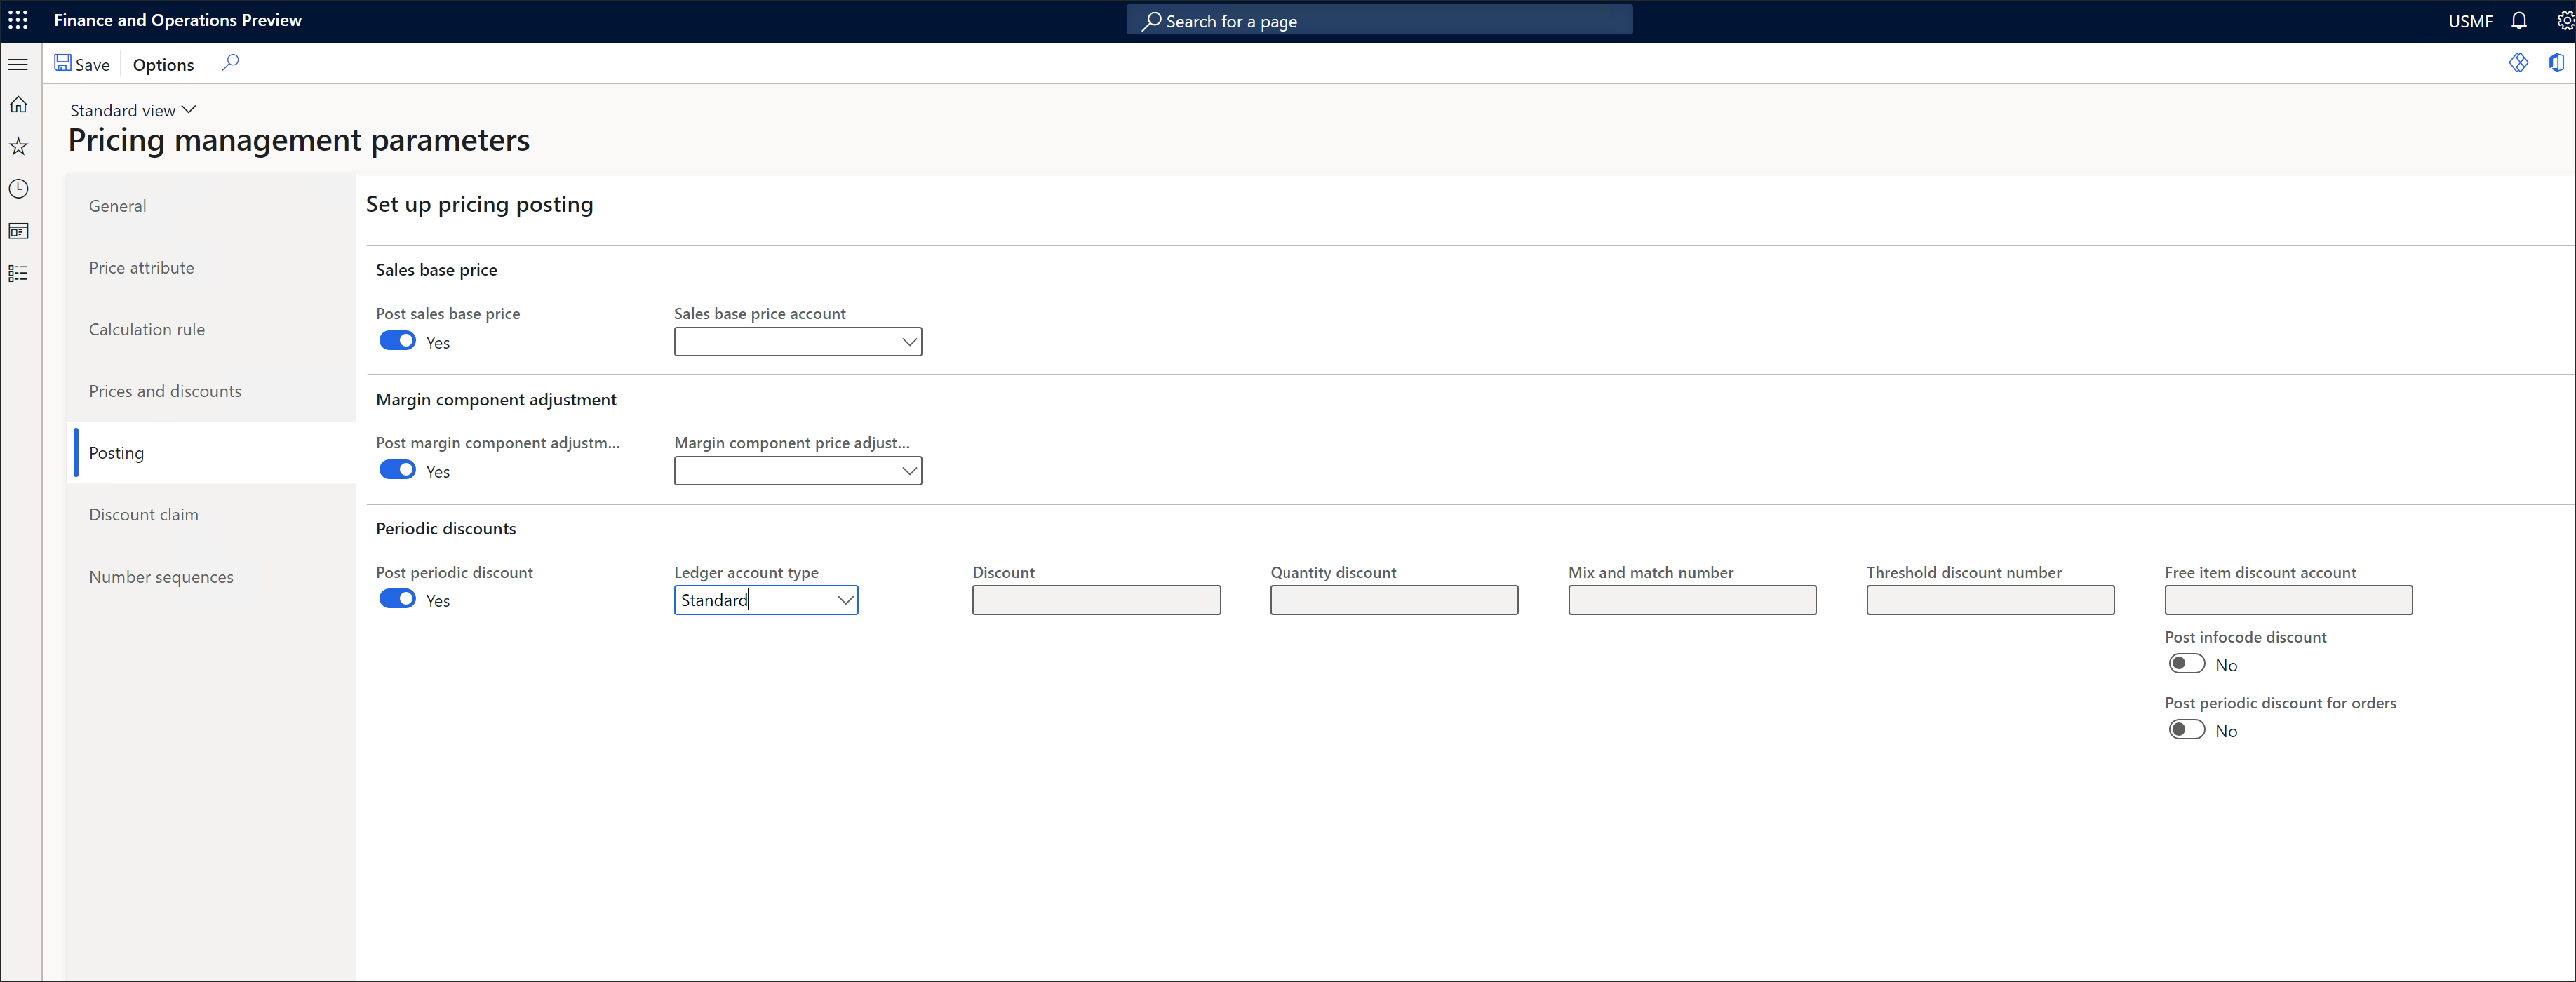 Finance and Operations Preview
Search for a page
USMF
Save
Options
Standard view
Pricing management parameters
General
Price attribute
Calculation rule
Prices and discounts
Posting
Discount claim
Number sequences
Set up pricing posting
Sales base price
Post sales base price
Yes
Sales base price account
Margin component adjustment
Post margin component adjustm...
Yes
Margin component price adjust...
Periodic discounts
Post periodic discount
Yes
Ledger account type
Standard
Discount
Quantity discount
Mix and match number
Threshold discount number
Free item discount account
Post infocode discount
No
Post periodic discount for orders
No